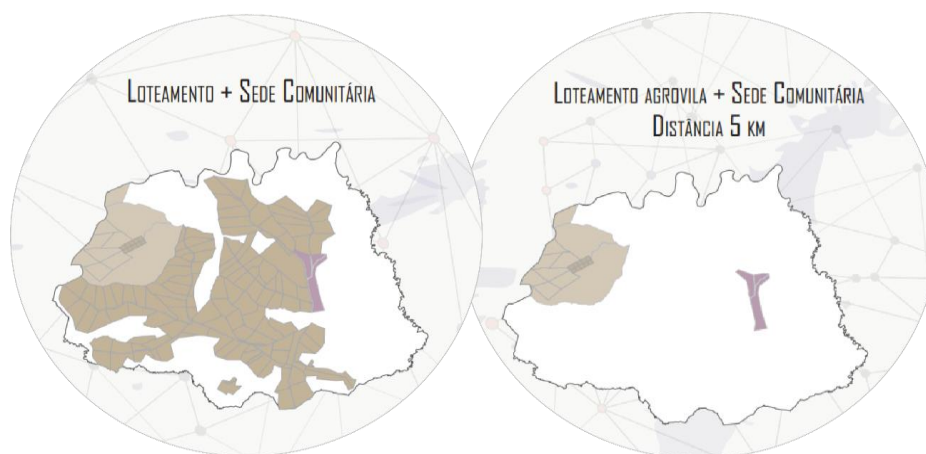 Loteamento + Sede Comunitária
Loteamento agrovila + Sede Comunitária
Distância 5 km